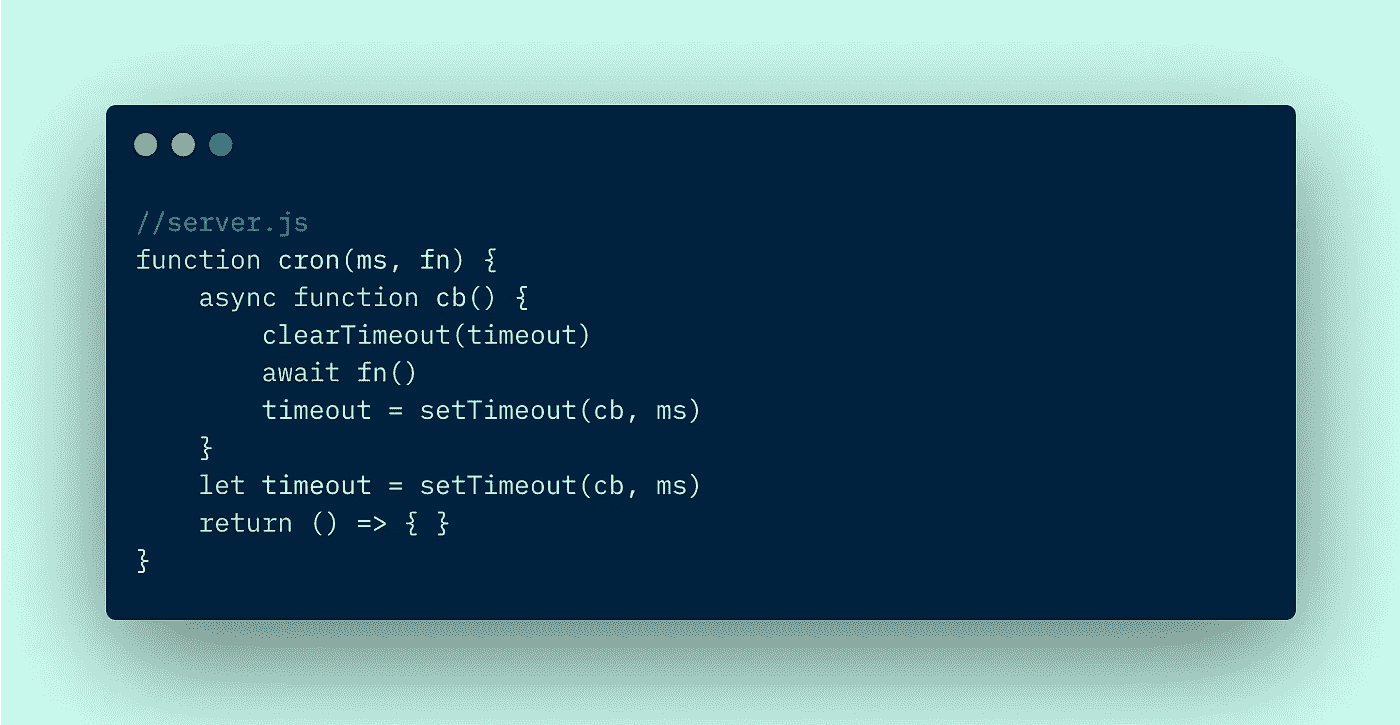 //server.js
function cron(ms, fn) {
    async function cb() {
        clearTimeout(timeout)
        await fn()
        timeout = setTimeout(cb, ms)
    }
    let timeout = setTimeout(cb, ms)
    return () => { }
}